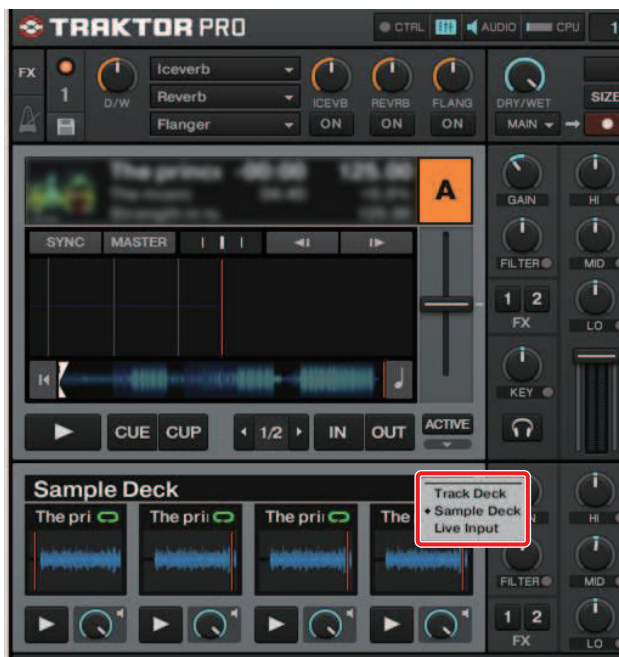 TRAKTOR PRO
CTRL AUDIO CPU 1
FX
1
D/W
Iceverb
Reverb
Flanger
ICEVB REVRB FLANG
ON ON ON
DRY/WET
MAIN
SIZE
A
SYNC MASTER
GAIN HI
FILTER MID
1 2
FX
LO
KEY
CUE CUP 1/2 IN OUT ACTIVE
Sample Deck
Track Deck
Sample Deck
Live Input
The pri The pri The pri The
HI
FILTER MID
1 2
FX
LO